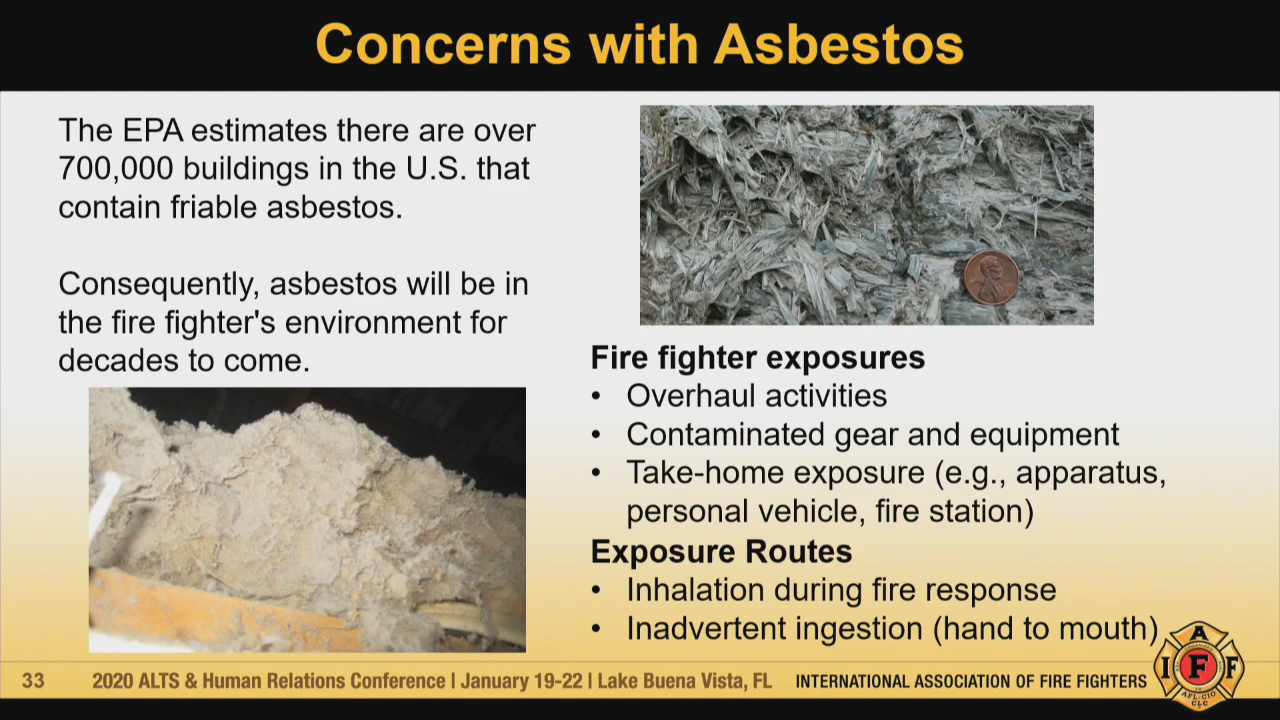 Concerns with Asbestos
The EPA estimates there are over
700,000 buildings in the U.S. that
contain friable asbestos.
Consequently, asbestos will be in
the fire fighter's environment for
decades to come.
Fire fighter exposures
• Overhaul activities
• Contaminated gear and equipment
• Take-home exposure (e.g., apparatus,
personal vehicle, fire station)
Exposure Routes
• Inhalation during fire response
• Inadvertent ingestion (hand to mouth)
33 2020 ALTS & Human Relations Conference | January 19-22 | Lake Buena Vista, FL INTERNATIONAL ASSOCIATION OF FIRE FIGHTERS
A
I F F
AFL-CIO
CLC